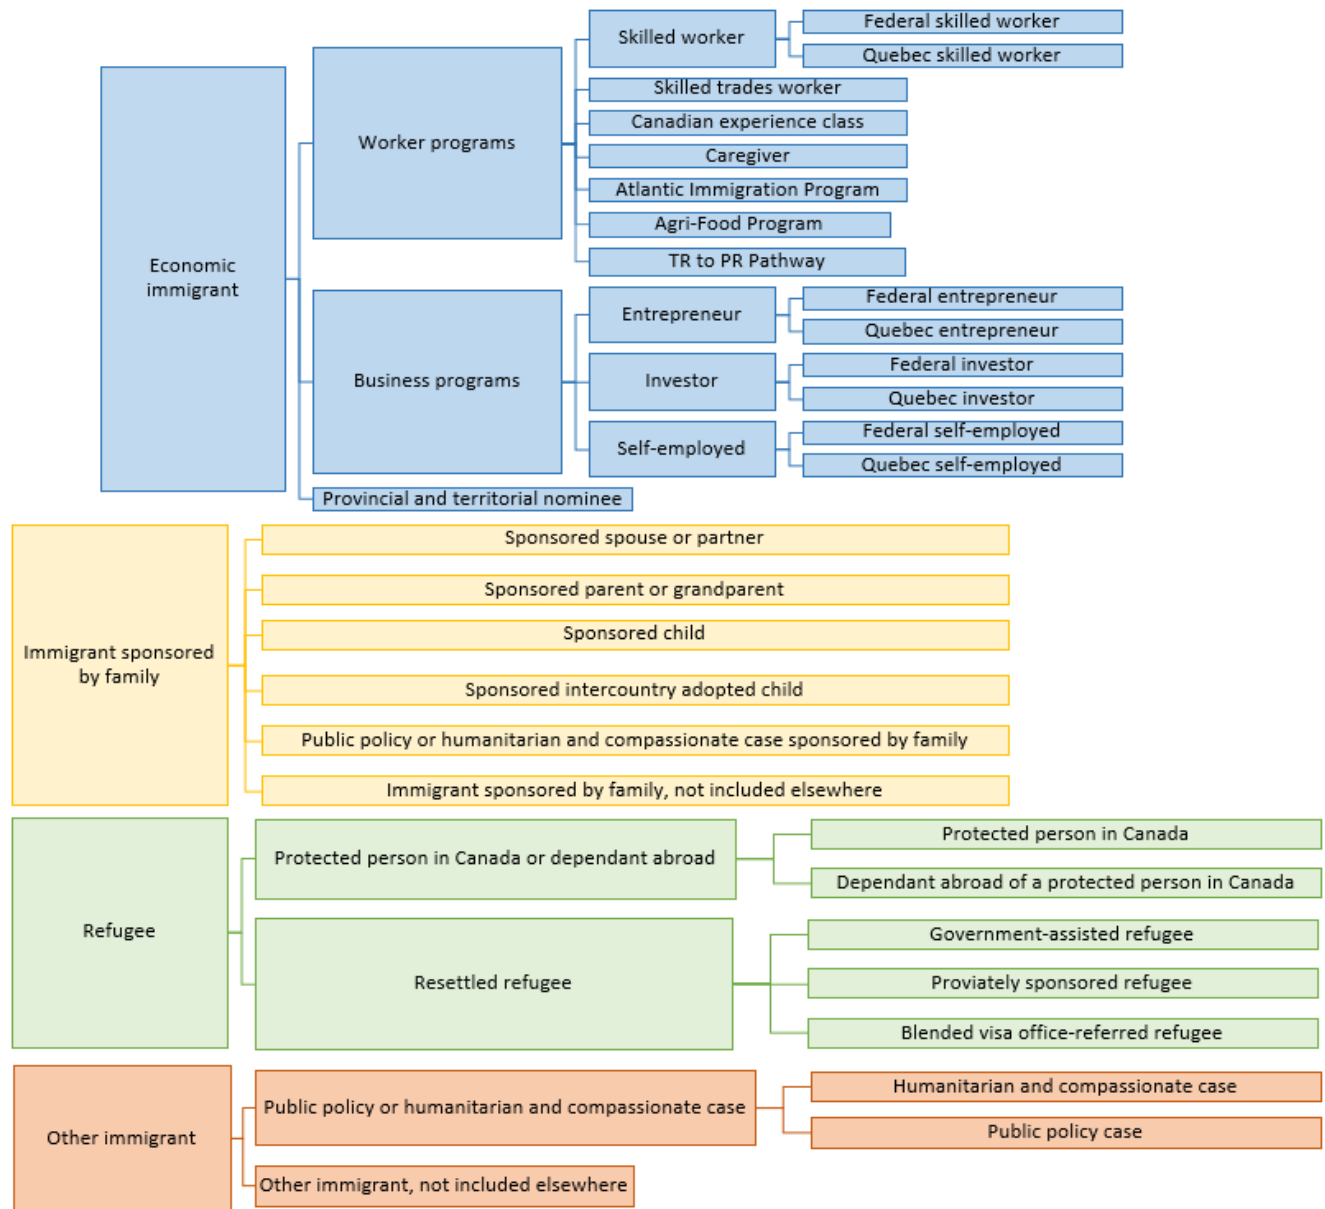 Economic
immigrant
Worker programs
Skilled worker
Federal skilled worker
Quebec skilled worker
Skilled trades worker
Canadian experience class
Caregiver
Atlantic Immigration Program
Agri-Food Program
TR to PR Pathway
Business programs
Entrepreneur
Federal entrepreneur
Quebec entrepreneur
Investor
Federal investor
Quebec investor
Self-employed
Federal self-employed
Quebec self-employed
Provincial and territorial nominee
Immigrant sponsored
by family
Sponsored spouse or partner
Sponsored parent or grandparent
Sponsored child
Sponsored intercountry adopted child
Public policy or humanitarian and compassionate case sponsored by family
Immigrant sponsored by family, not included elsewhere
Refugee
Protected person in Canada or dependant abroad
Protected person in Canada
Dependant abroad of a protected person in Canada
Resettled refugee
Government-assisted refugee
Proviately sponsored refugee
Blended visa office-referred refugee
Other immigrant
Public policy or humanitarian and compassionate case
Humanitarian and compassionate case
Public policy case
Other immigrant, not included elsewhere